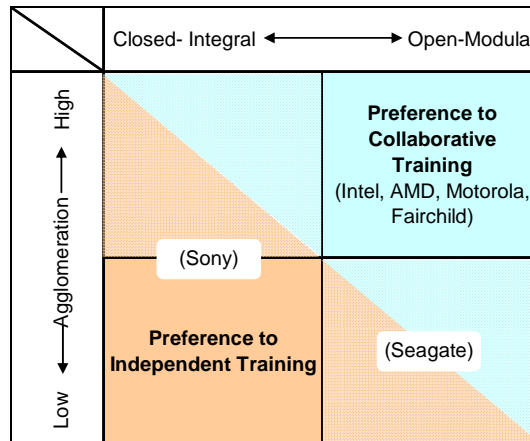 Closed- Integral
Open-Modula
High
Agglomeration
Low
Preference to
Collaborative
Training
(Intel, AMD, Motorola,
Fairchild)
(Sony)
Preference to
Independent Training
(Seagate)